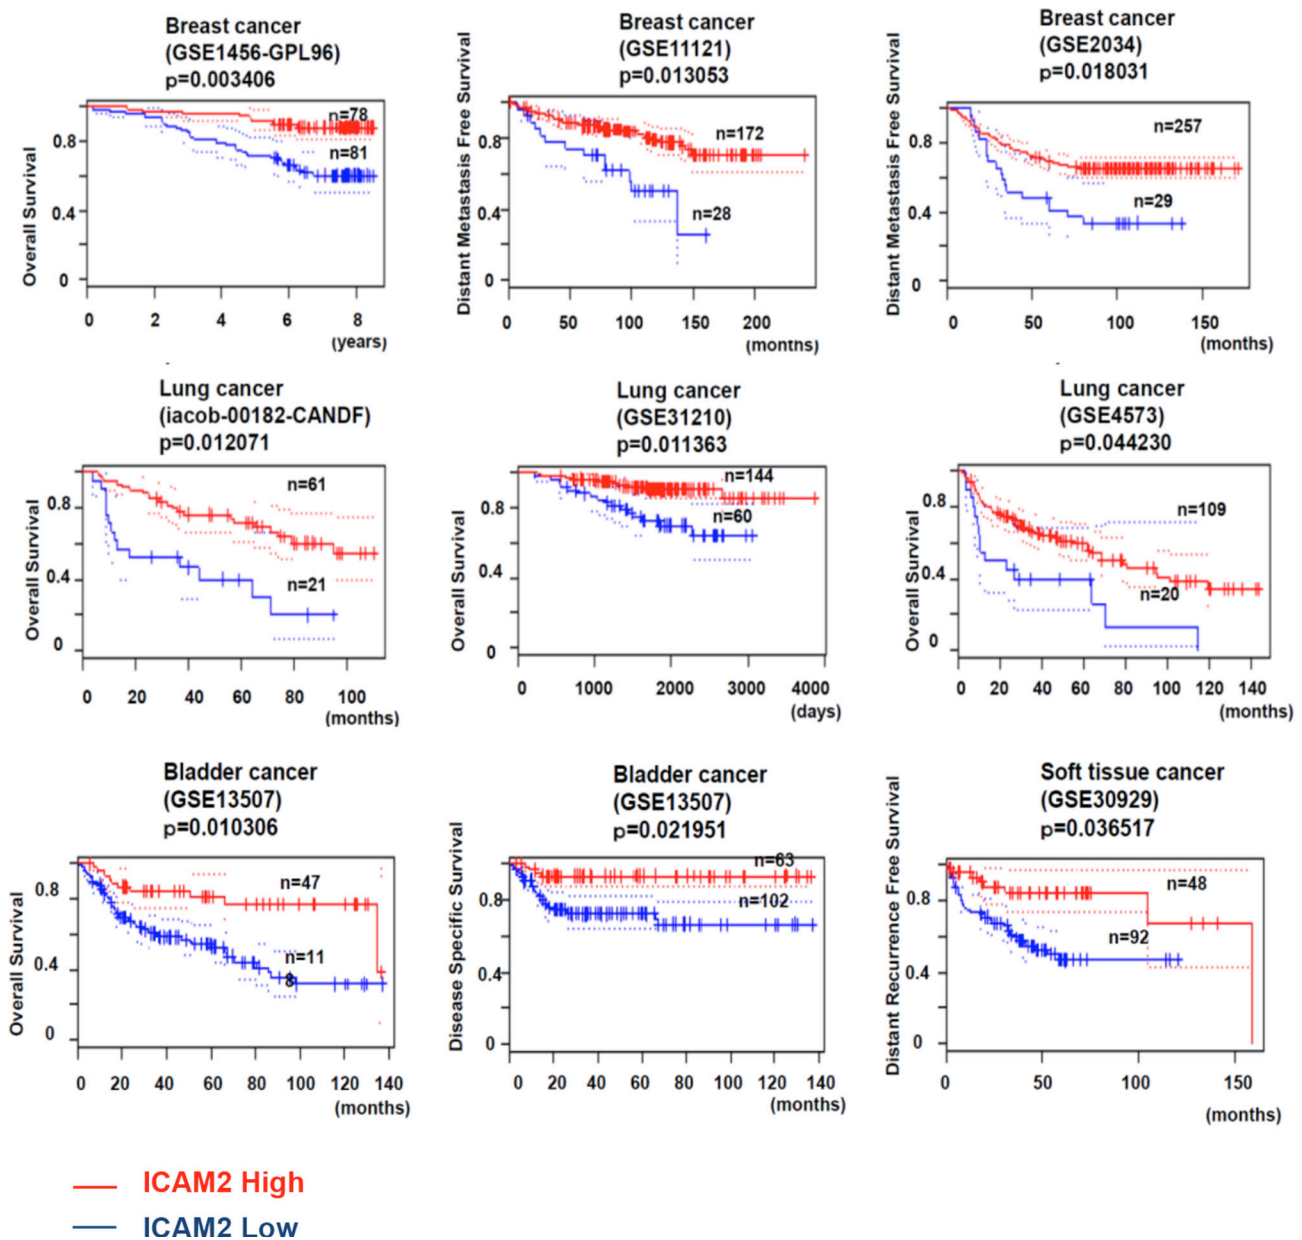 Breast cancer
(GSE1456-GPL96)
p=0.003406
Overall Survival
0.8
0.4
0
n=78
n=81
0 2 4 6 8
(years)
Breast cancer
(GSE11121)
p=0.013053
Distant Metastasis Free Survival
0.8
0.4
0
n=172
n=28
0 50 100 150 200
(months)
Breast cancer
(GSE2034)
p=0.018031
Distant Metastasis Free Survival
0.8
0.4
0
n=257
n=29
0 50 100 150
(months)
Lung cancer
(iacob-00182-CANDF)
p=0.012071
Overall Survival
0.8
0.4
0
n=61
n=21
0 20 40 60 80 100
(months)
Lung cancer
(GSE31210)
p=0.011363
Overall Survival
0.8
0.4
0
n=144
n=60
0 1000 2000 3000 4000
(days)
Lung cancer
(GSE4573)
p=0.044230
Overall Survival
0.8
0.4
0
n=109
n=20
0 20 40 60 80 100 120 140
(months)
Bladder cancer
(GSE13507)
p=0.010306
Overall Survival
0.8
0.4
0
n=47
n=11
8
0 20 40 60 80 100 120 140
(months)
Bladder cancer
(GSE13507)
p=0.021951
Disease Specific Survival
0.8
0.4
0
n=63
n=102
0 20 40 60 80 100 120 140
(months)
Soft tissue cancer
(GSE30929)
p=0.036517
Distant Recurrence Free Survival
0.8
0.4
0
n=48
n=92
0 50 100 150
(months)
ICAM2 High
ICAM2 Low